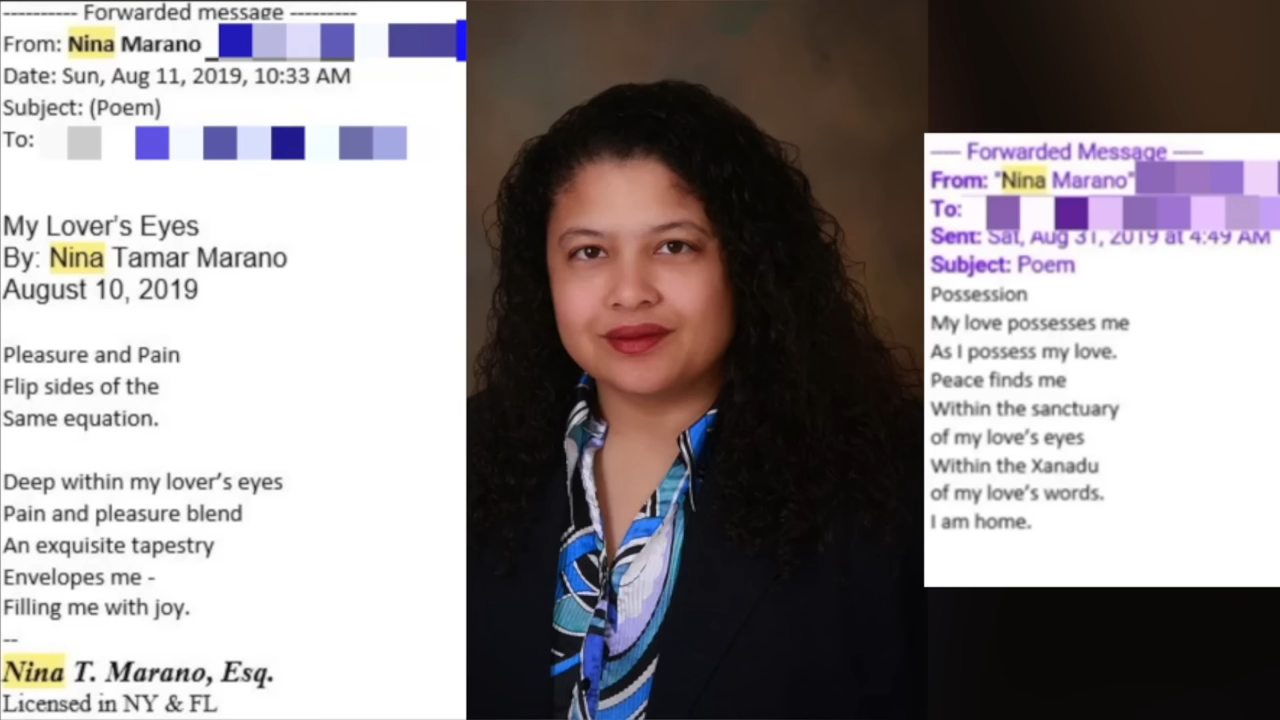 ---------- Forwarded message ---------
From: Nina Marano
Date: Sun, Aug 11, 2019, 10:33 AM
Subject: (Poem)
To:
My Lover's Eyes
By: Nina Tamar Marano
August 10, 2019
Pleasure and Pain
Flip sides of the
Same equation.
Deep within my lover's eyes
Pain and pleasure blend
An exquisite tapestry
Envelopes me -
Filling me with joy.
--
Nina T. Marano, Esq.
Licensed in NY & FL
----- Forwarded Message -----
From: "Nina Marano"
To:
Sent: Sat, Aug 31, 2019 at 4:49 AM
Subject: Poem
Possession
My love possesses me
As I possess my love.
Peace finds me
Within the sanctuary
of my love's eyes
Within the Xanadu
of my love's words.
I am home.